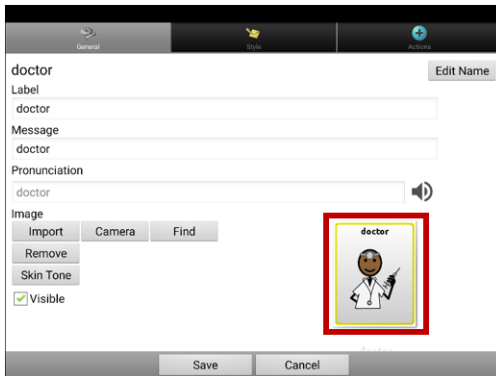 General
Style
Actions
doctor
Edit Name
Label
doctor
Message
doctor
Pronunciation
doctor
Image
Import Camera Find
Remove
Skin Tone
Visible
doctor
Save Cancel